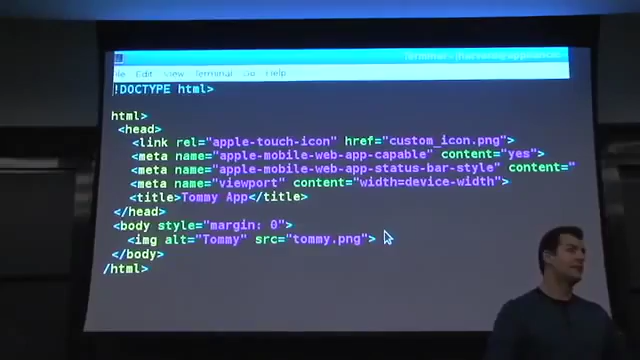 File Edit View Terminal Go Help
!DOCTYPE html>
html>
<head>
<link rel="apple-touch-icon" href="custom_icon.png">
<meta name="apple-mobile-web-app-capable" content="yes">
<meta name="apple-mobile-web-app-status-bar-style" content="
<meta name="viewport" content="width=device-width">
<title>Tommy App</title>
</head>
<body style="margin: 0">
<img alt="Tommy" src="tommy.png">
</body>
/html>